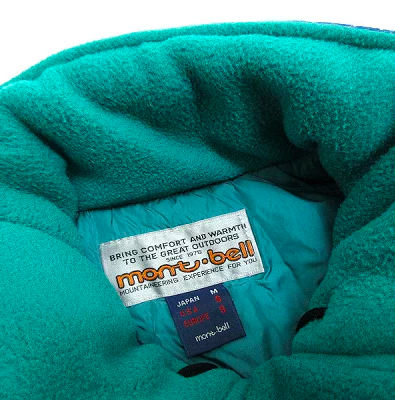 BRING COMFORT AND WARMTH
TO THE GREAT OUTDOORS
SINCE 1975
mont·bell
MOUNTAINEERING EXPERIENCE FOR YOU
JAPAN M
U.S.A. S
EUROPE S
mont·bell